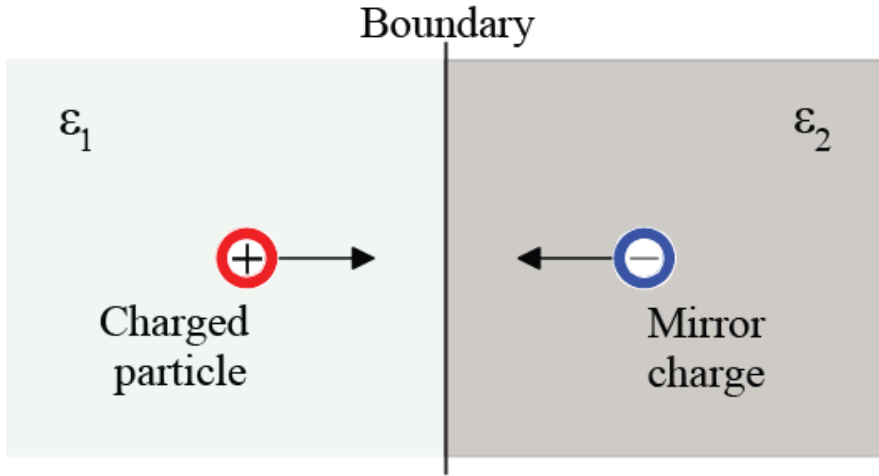 Boundary
ε1
ε2
+
−
Charged
particle
Mirror
charge